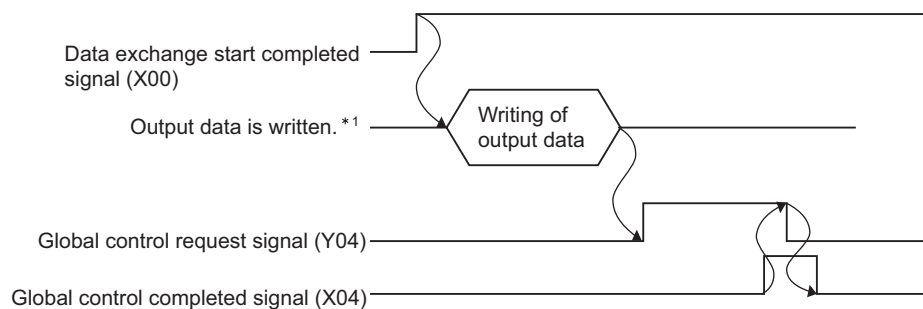 Data exchange start completed
signal (X00)
Output data is written. *1
Writing of
output data
Global control request signal (Y04)
Global control completed signal (X04)